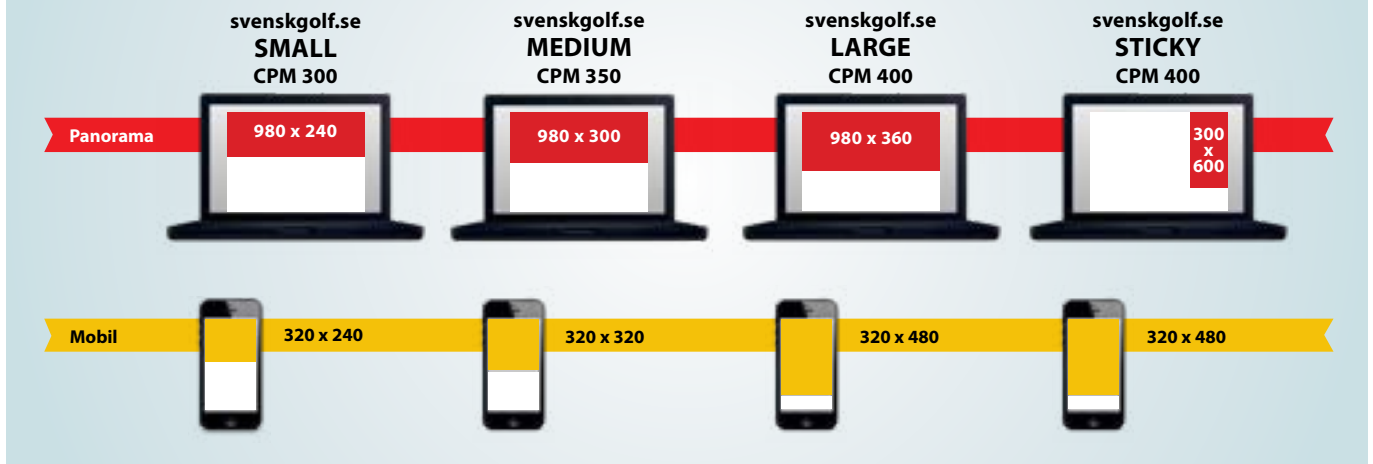 svenskgolf.se
SMALL
CPM 300
svenskgolf.se
MEDIUM
CPM 350
svenskgolf.se
LARGE
CPM 400
svenskgolf.se
STICKY
CPM 400
Panorama
980 x 240
980 x 300
980 x 360
300
x
600
Mobil
320 x 240
320 x 320
320 x 480
320 x 480